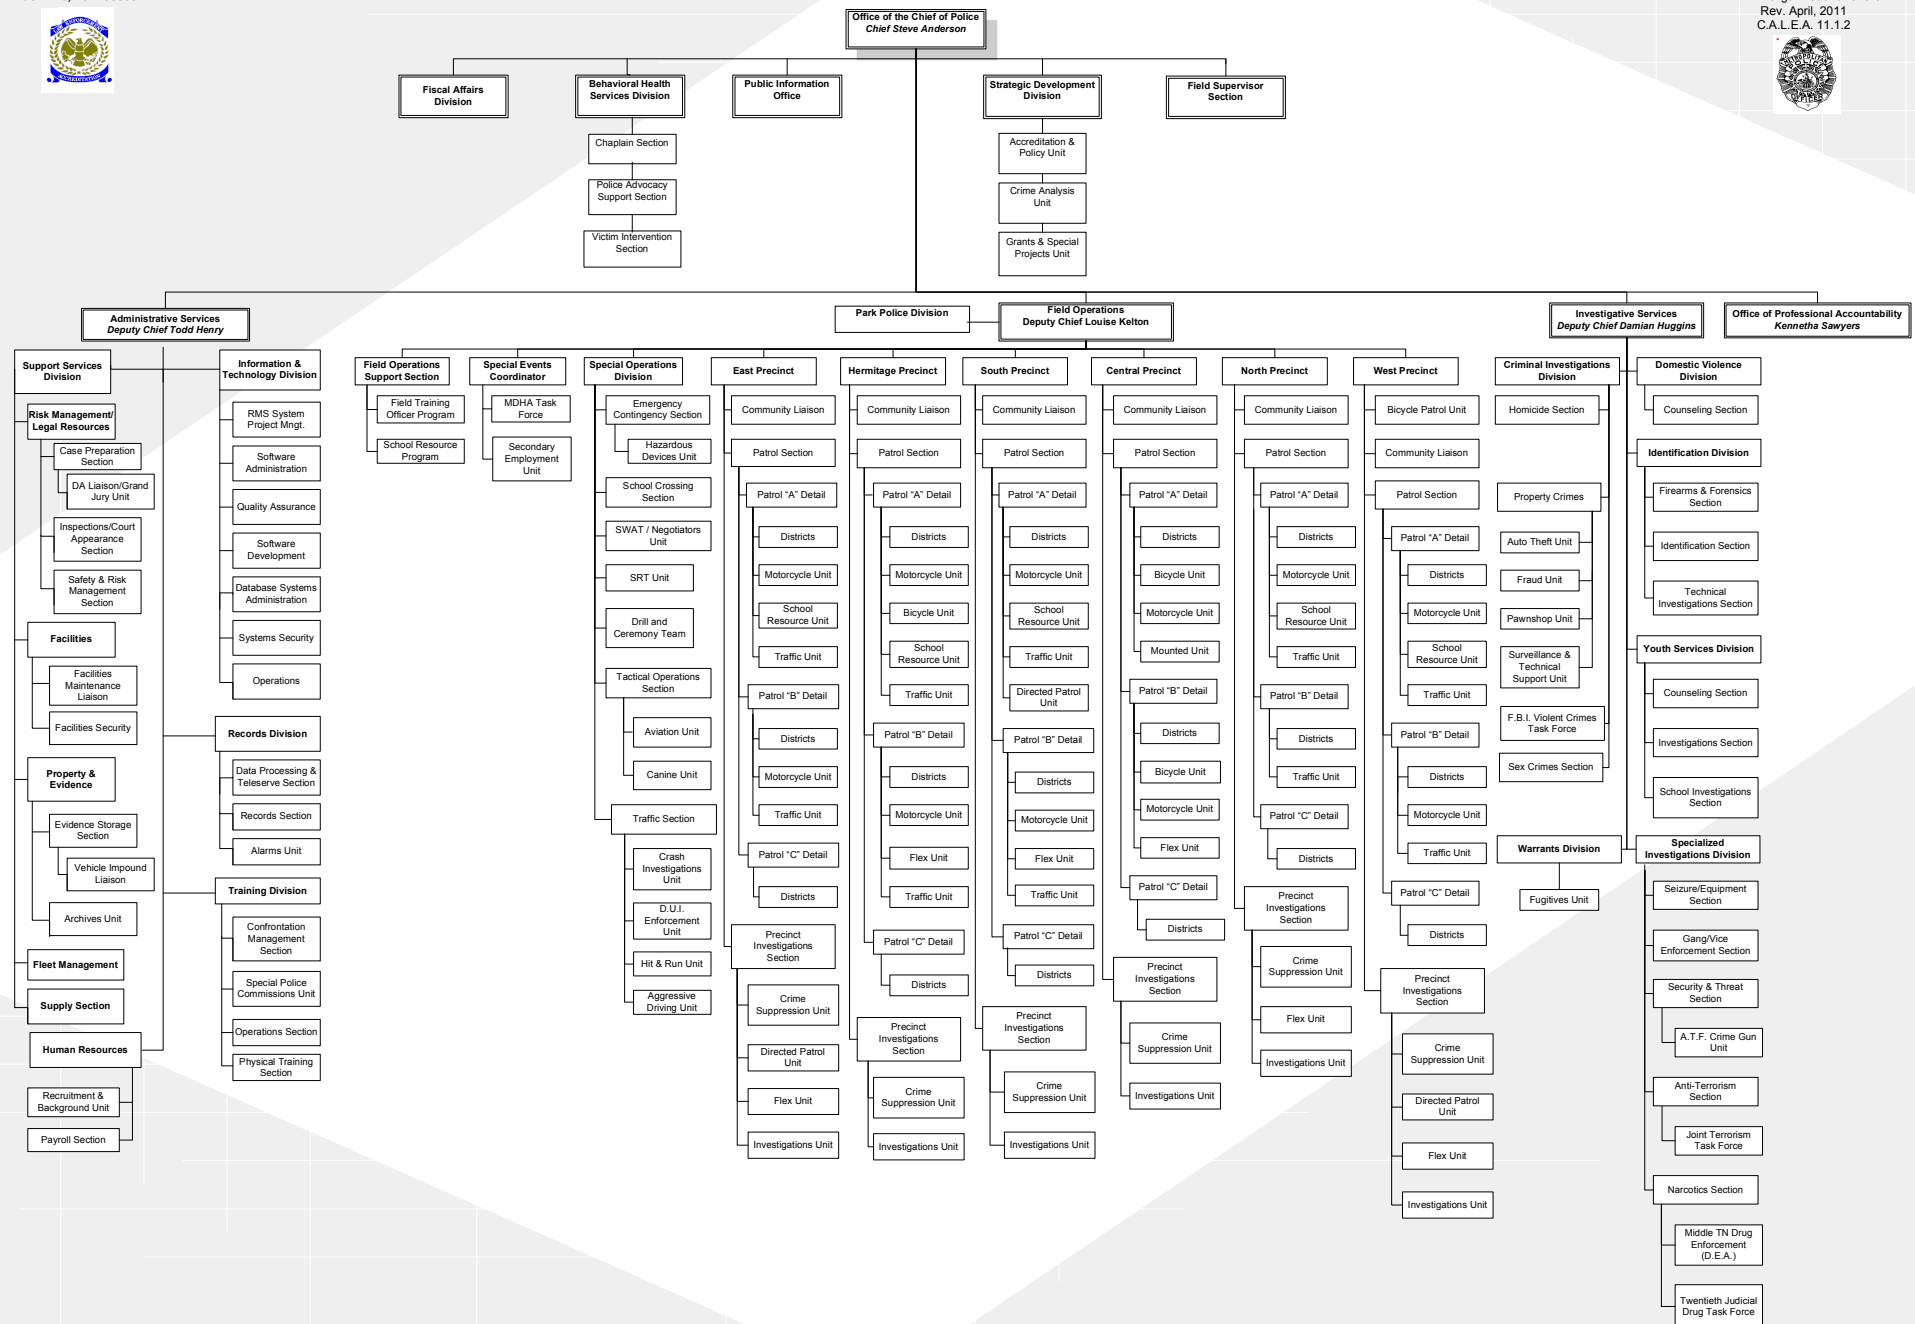 Rev. April, 2011
C.A.L.E.A. 11.1.2
LAW ENFORCEMENT
ACCREDITATION
METROPOLITAN
POLICE
OFFICER
Office of the Chief of Police
Chief Steve Anderson
Fiscal Affairs
Division
Behavioral Health
Services Division
Public Information
Office
Strategic Development
Division
Field Supervisor
Section
Chaplain Section
Police Advocacy
Support Section
Victim Intervention
Section
Accreditation &
Policy Unit
Crime Analysis
Unit
Grants & Special
Projects Unit
Administrative Services
Deputy Chief Todd Henry
Park Police Division
Field Operations
Deputy Chief Louise Kelton
Investigative Services
Deputy Chief Damian Huggins
Office of Professional Accountability
Kennetha Sawyers
Support Services
Division
Risk Management/
Legal Resources
Case Preparation
Section
DA Liaison/Grand
Jury Unit
Inspections/Court
Appearance
Section
Safety & Risk
Management
Section
Facilities
Facilities
Maintenance
Liaison
Facilities Security
Property &
Evidence
Evidence Storage
Section
Vehicle Impound
Liaison
Archives Unit
Fleet Management
Supply Section
Human Resources
Recruitment &
Background Unit
Payroll Section
Information &
Technology Division
RMS System
Project Mngt.
Software
Administration
Quality Assurance
Software
Development
Database Systems
Administration
Systems Security
Operations
Records Division
Data Processing &
Teleserve Section
Records Section
Alarms Unit
Training Division
Confrontation
Management
Section
Special Police
Commissions Unit
Operations Section
Physical Training
Section
Field Operations
Support Section
Field Training
Officer Program
School Resource
Program
Special Events
Coordinator
MDHA Task
Force
Secondary
Employment
Unit
Special Operations
Division
Emergency
Contingency Section
Hazardous
Devices Unit
School Crossing
Section
SWAT / Negotiators
Unit
SRT Unit
Drill and
Ceremony Team
Tactical Operations
Section
Aviation Unit
Canine Unit
Traffic Section
Crash
Investigations
Unit
D.U.I.
Enforcement
Unit
Hit & Run Unit
Aggressive
Driving Unit
East Precinct
Community Liaison
Patrol Section
Patrol “A” Detail
Districts
Motorcycle Unit
School
Resource Unit
Traffic Unit
Patrol “B” Detail
Districts
Motorcycle Unit
Traffic Unit
Patrol “C” Detail
Districts
Precinct
Investigations
Section
Crime
Suppression Unit
Directed Patrol
Unit
Flex Unit
Investigations Unit
Hermitage Precinct
Community Liaison
Patrol Section
Patrol “A” Detail
Districts
Motorcycle Unit
Bicycle Unit
School
Resource Unit
Traffic Unit
Patrol “B” Detail
Districts
Motorcycle Unit
Flex Unit
Traffic Unit
Patrol “C” Detail
Districts
Precinct
Investigations
Section
Crime
Suppression Unit
Investigations Unit
South Precinct
Community Liaison
Patrol Section
Patrol “A” Detail
Districts
Motorcycle Unit
School
Resource Unit
Traffic Unit
Directed Patrol
Unit
Patrol “B” Detail
Districts
Motorcycle Unit
Flex Unit
Traffic Unit
Patrol “C” Detail
Districts
Precinct
Investigations
Section
Crime
Suppression Unit
Investigations Unit
Central Precinct
Community Liaison
Patrol Section
Patrol “A” Detail
Districts
Bicycle Unit
Motorcycle Unit
Mounted Unit
Patrol “B” Detail
Districts
Bicycle Unit
Motorcycle Unit
Flex Unit
Patrol “C” Detail
Districts
Precinct
Investigations
Section
Crime
Suppression Unit
Investigations Unit
North Precinct
Community Liaison
Patrol Section
Patrol “A” Detail
Districts
Motorcycle Unit
School
Resource Unit
Traffic Unit
Patrol “B” Detail
Districts
Traffic Unit
Patrol “C” Detail
Districts
Precinct
Investigations
Section
Crime
Suppression Unit
Flex Unit
Investigations Unit
West Precinct
Bicycle Patrol Unit
Community Liaison
Patrol Section
Patrol “A” Detail
Districts
Motorcycle Unit
School
Resource Unit
Traffic Unit
Patrol “B” Detail
Districts
Motorcycle Unit
Traffic Unit
Patrol “C” Detail
Districts
Precinct
Investigations
Section
Crime
Suppression Unit
Directed Patrol
Unit
Flex Unit
Investigations Unit
Criminal Investigations
Division
Homicide Section
Property Crimes
Auto Theft Unit
Fraud Unit
Pawnshop Unit
Surveillance &
Technical
Support Unit
F.B.I. Violent Crimes
Task Force
Sex Crimes Section
Warrants Division
Fugitives Unit
Domestic Violence
Division
Counseling Section
Identification Division
Firearms & Forensics
Section
Identification Section
Technical
Investigations Section
Youth Services Division
Counseling Section
Investigations Section
School Investigations
Section
Specialized
Investigations Division
Seizure/Equipment
Section
Gang/Vice
Enforcement Section
Security & Threat
Section
A.T.F. Crime Gun
Unit
Anti-Terrorism
Section
Joint Terrorism
Task Force
Narcotics Section
Middle TN Drug
Enforcement
(D.E.A.)
Twentieth Judicial
Drug Task Force